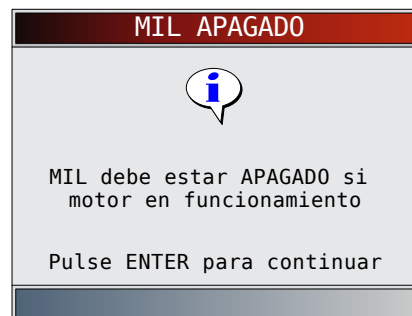 MIL APAGADO
i
MIL debe estar APAGADO si
motor en funcionamiento
Pulse ENTER para continuar